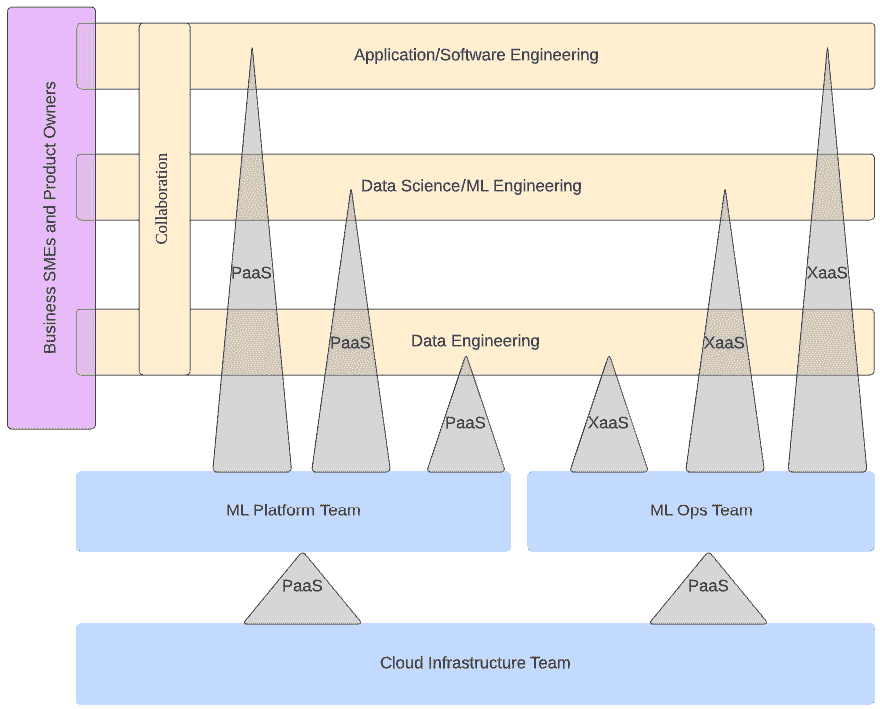 Business SMEs and Product Owners
Collaboration
Application/Software Engineering
Data Science/ML Engineering
PaaS
XaaS
Data Engineering
PaaS
XaaS
PaaS
XaaS
ML Platform Team
ML Ops Team
PaaS
PaaS
Cloud Infrastructure Team